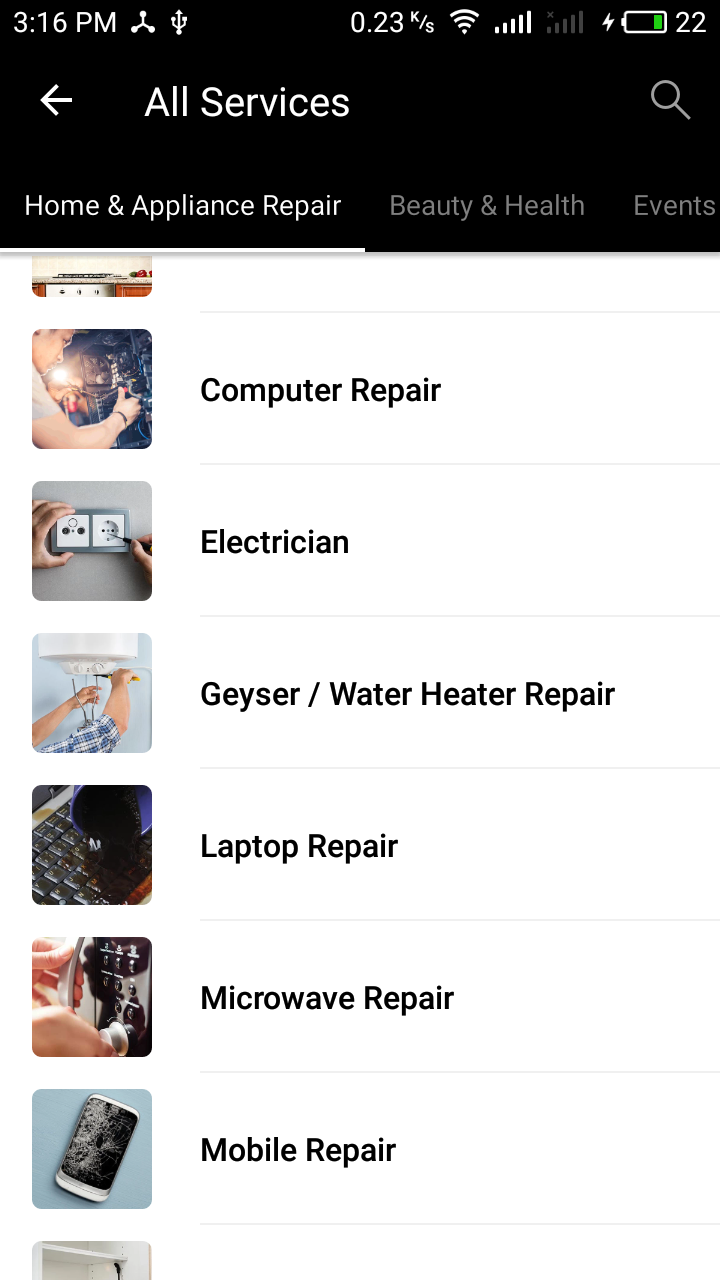 3:16 PM 0.23 K/s 22
All Services
Home & Appliance Repair Beauty & Health Events
Computer Repair
Electrician
Geyser / Water Heater Repair
Laptop Repair
Microwave Repair
Mobile Repair